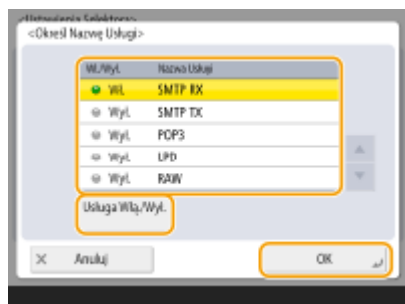 <Ustawienia Selektora>
<Określ Nazwę Usługi>
Wł./Wył. Nazwa Usługi
Wł. SMTP RX
Wył. SMTP TX
Wył. POP3
Wył. LPD
Wył. RAW
Usługa Włą./Wył.
Anuluj OK